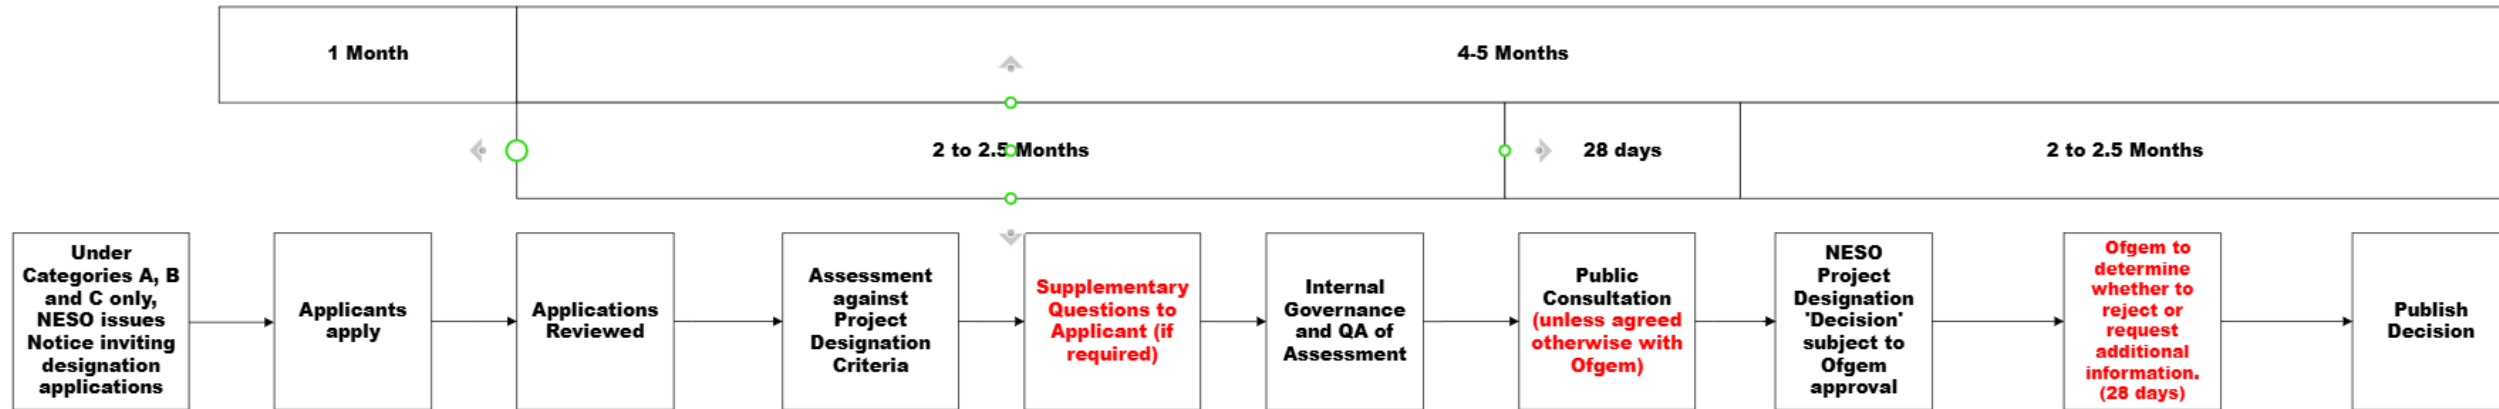 1 Month
4-5 Months
2 to 2.5 Months
28 days
2 to 2.5 Months
Under
Categories A, B
and C only,
NESO issues
Notice inviting
designation
applications
Applicants
apply
Applications
Reviewed
Assessment
against
Project
Designation
Criteria
Supplementary
Questions to
Applicant (if
required)
Internal
Governance
and QA of
Assessment
Public
Consultation
(unless agreed
otherwise with
Ofgem)
NESO
Project
Designation
'Decision'
subject to
Ofgem
approval
Ofgem to
determine
whether to
reject or
request
additional
information.
(28 days)
Publish
Decision